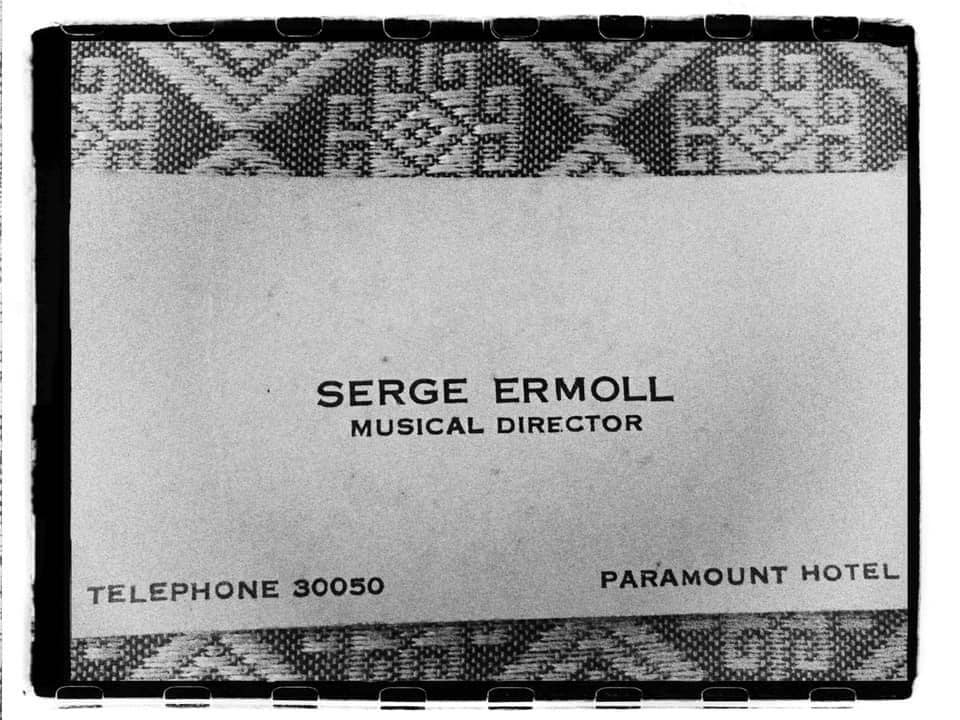 SERGE ERMOLL
MUSICAL DIRECTOR
TELEPHONE 30050
PARAMOUNT HOTEL